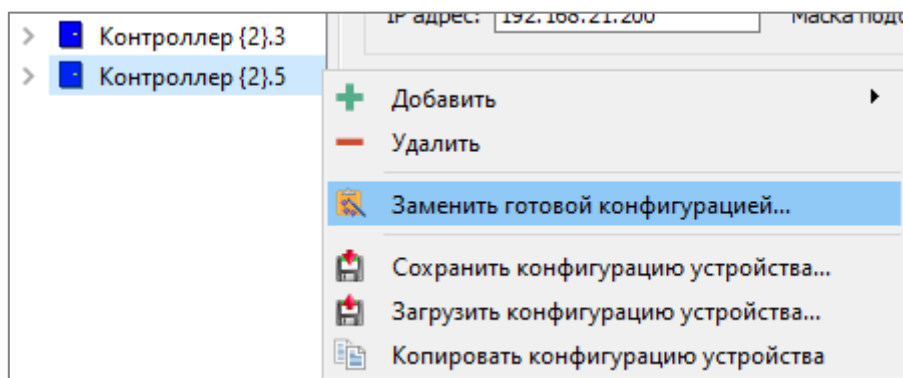 IP адрес: 192.168.21.200 Маска подс
Контроллер {2}.3
Контроллер {2}.5
Добавить
Удалить
Заменить готовой конфигурацией...
Сохранить конфигурацию устройства...
Загрузить конфигурацию устройства...
Копировать конфигурацию устройства